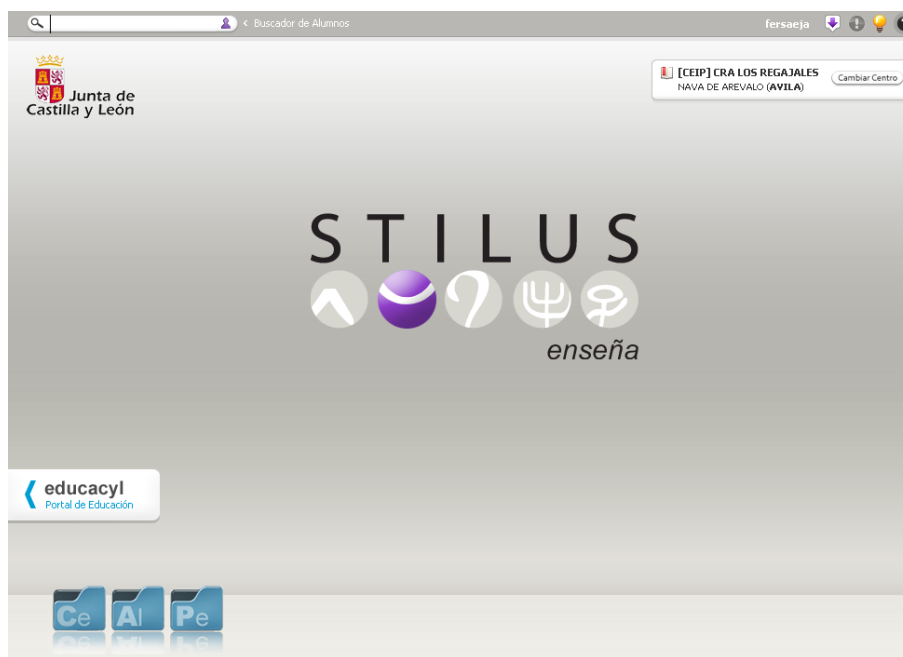 < Buscador de Alumnos
fersaeja
Junta de
Castilla y León
[CEIP] CRA LOS REGAJALES
NAVA DE AREVALO (AVILA)
Cambiar Centro
STILUS
enseña
educacyl
Portal de Educación
Ce Al Pe